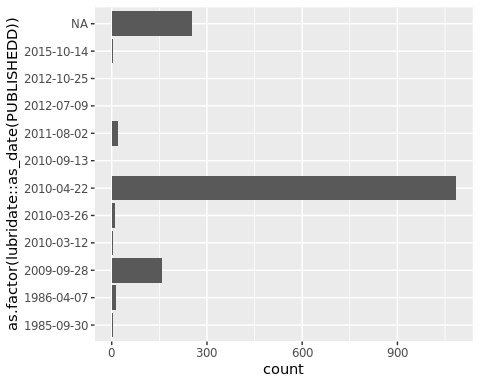 as.factor(lubridate::as_date(PUBLISHEDD))
NA
2015-10-14
2012-10-25
2012-07-09
2011-08-02
2010-09-13
2010-04-22
2010-03-26
2010-03-12
2009-09-28
1986-04-07
1985-09-30
0 300 600 900
count